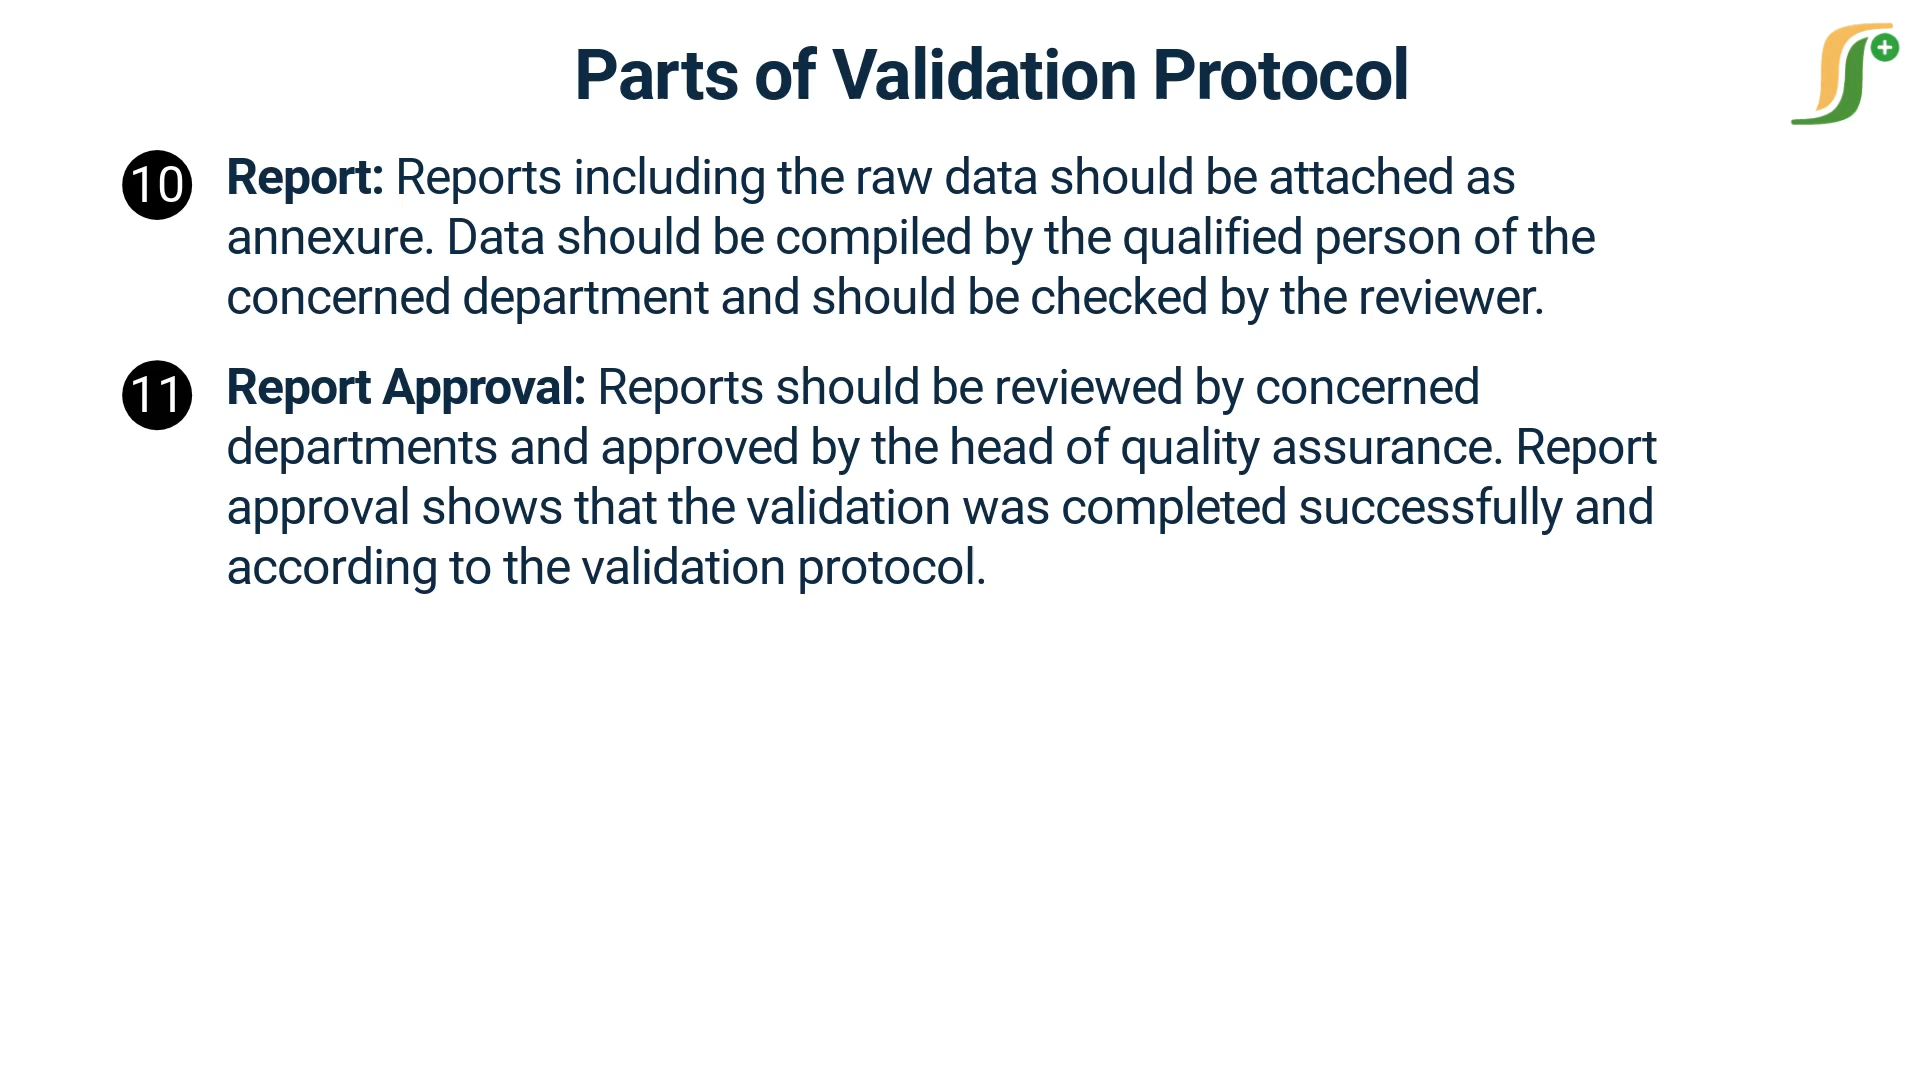 Parts of Validation Protocol
10 Report: Reports including the raw data should be attached as
annexure. Data should be compiled by the qualified person of the
concerned department and should be checked by the reviewer.
11 Report Approval: Reports should be reviewed by concerned
departments and approved by the head of quality assurance. Report
approval shows that the validation was completed successfully and
according to the validation protocol.